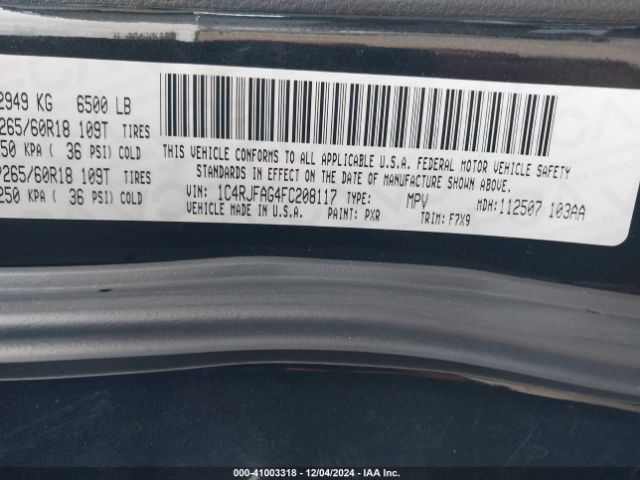 2949 KG 6500 LB
265/60R18 109T TIRES
250 KPA ( 36 PSI) COLD
265/60R18 109T TIRES
250 KPA ( 36 PSI) COLD
THIS VEHICLE CONFORMS TO ALL APPLICABLE U.S.A. FEDERAL MOTOR VEHICLE SAFETY
STANDARDS IN EFFECT ON THE DATE OF MANUFACTURE SHOWN ABOVE.
VIN: 1C4RJFAG4FC208117 TYPE: MPV MDH: 112507 103AA
VEHICLE MADE IN U.S.A. PAINT: PXR TRIM: F7X9
000-41003318 - 12/04/2024 - IAA Inc.